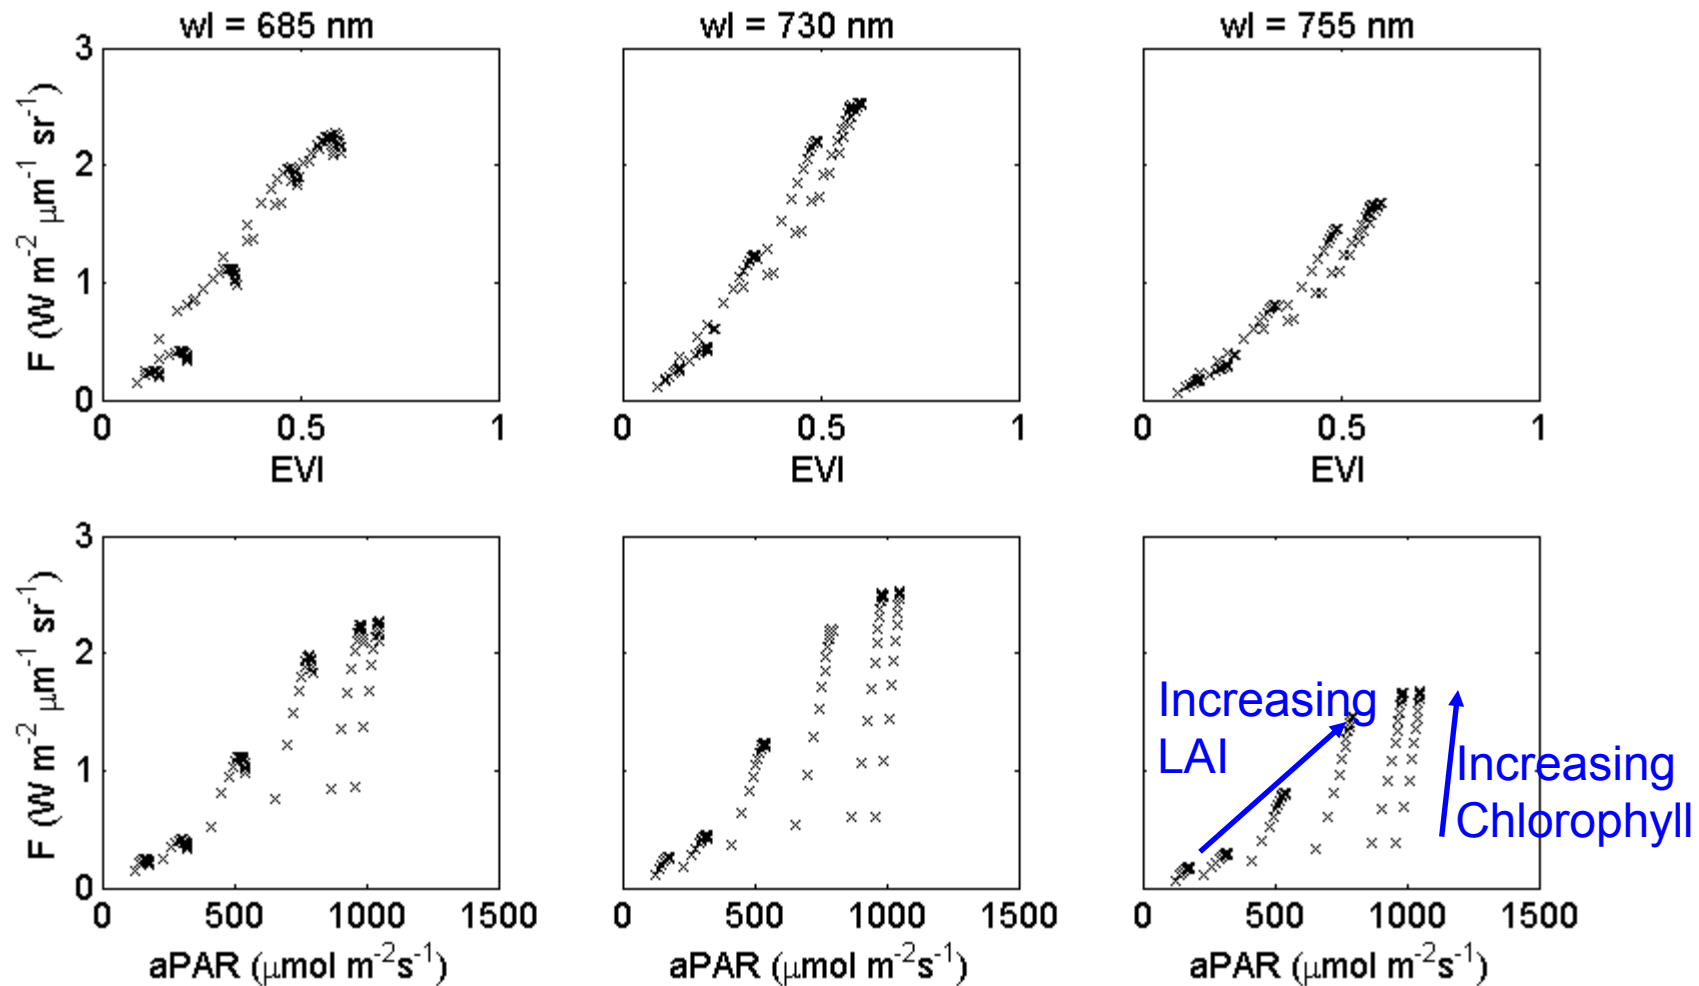 wl = 685 nm
wl = 730 nm
wl = 755 nm
3
2
1
0
F (W m⁻² μm⁻¹ sr⁻¹)
0 0.5 1
EVI
0 0.5 1
EVI
0 0.5 1
EVI
3
2
1
0
F (W m⁻² μm⁻¹ sr⁻¹)
Increasing
LAI
Increasing
Chlorophyll
0 500 1000 1500
aPAR (μmol m⁻²s⁻¹)
0 500 1000 1500
aPAR (μmol m⁻²s⁻¹)
0 500 1000 1500
aPAR (μmol m⁻²s⁻¹)